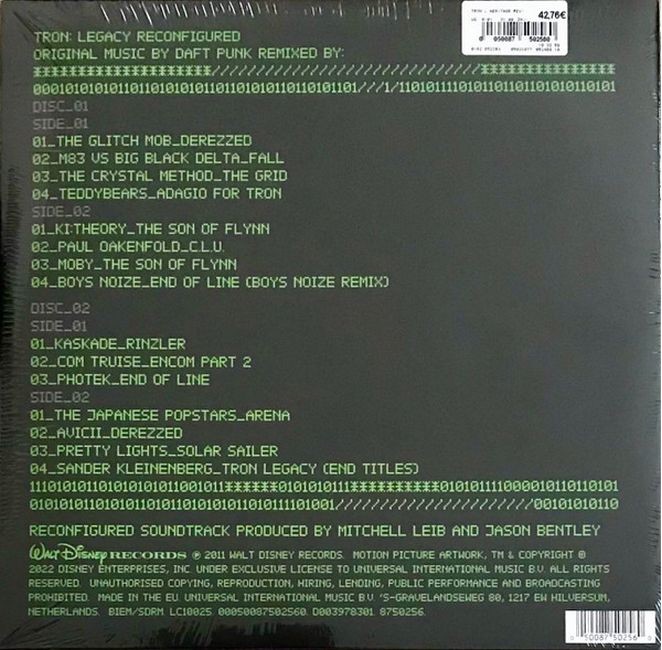 42,76€
0 050087 502560
TRON: LEGACY RECONFIGURED
ORIGINAL MUSIC BY DAFT PUNK REMIXED BY:
DISC_01
SIDE_01
01_THE GLITCH MOB_DEREZZED
02_M83 VS BIG BLACK DELTA_FALL
03_THE CRYSTAL METHOD_THE GRID
04_TEDDYBEARS_ADAGIO FOR TRON
SIDE_02
01_KI:THEORY_THE SON OF FLYNN
02_PAUL OAKENFOLD_C.L.U.
03_MOBY_THE SON OF FLYNN
04_BOYS NOIZE_END OF LINE (BOYS NOIZE REMIX)
DISC_02
SIDE_01
01_KASKADE_RINZLER
02_COM TRUISE_ENCOM PART 2
03_PHOTEK_END OF LINE
SIDE_02
01_THE JAPANESE POPSTARS_ARENA
02_AVICII_DEREZZED
03_PRETTY LIGHTS_SOLAR SAILER
04_SANDER KLEINENBERG_TRON LEGACY (END TITLES)
RECONFIGURED SOUNDTRACK PRODUCED BY MITCHELL LEIB AND JASON BENTLEY
Walt Disney RECORDS ℗ 2011 WALT DISNEY RECORDS. MOTION PICTURE ARTWORK, TM & COPYRIGHT ©
2022 DISNEY ENTERPRISES, INC. UNDER EXCLUSIVE LICENSE TO UNIVERSAL INTERNATIONAL MUSIC B.V. ALL RIGHTS
RESERVED. UNAUTHORISED COPYING, REPRODUCTION, HIRING, LENDING, PUBLIC PERFORMANCE AND BROADCASTING
PROHIBITED. MADE IN THE EU. UNIVERSAL INTERNATIONAL MUSIC B.V. 'S-GRAVELANDSEWEG 80, 1217 EW HILVERSUM,
NETHERLANDS. BIEM/SDRM. LC10025. 00050087502560. D003978301. 8750256.
0 50087 50256 0